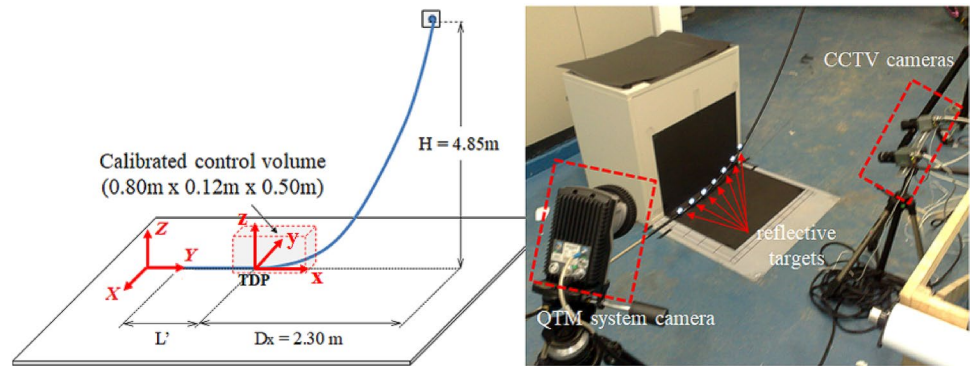 H = 4.85m
Calibrated control volume
(0.80m x 0.12m x 0.50m)
Z
Y
X
z
y
x
TDP
L’
Dx = 2.30 m
CCTV cameras
reflective
targets
QTM system camera